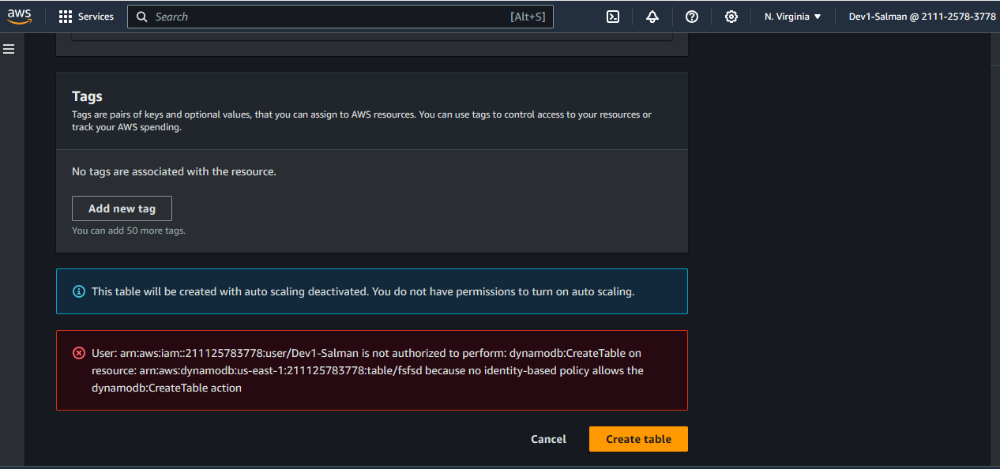 aws
Services
Search
[Alt+S]
N. Virginia
Dev1-Salman @ 2111-2578-3778
Tags
Tags are pairs of keys and optional values, that you can assign to AWS resources. You can use tags to control access to your resources or
track your AWS spending.
No tags are associated with the resource.
Add new tag
You can add 50 more tags.
This table will be created with auto scaling deactivated. You do not have permissions to turn on auto scaling.
User: arn:aws:iam::211125783778:user/Dev1-Salman is not authorized to perform: dynamodb:CreateTable on
resource: arn:aws:dynamodb:us-east-1:211125783778:table/fsfsd because no identity-based policy allows the
dynamodb:CreateTable action
Cancel
Create table